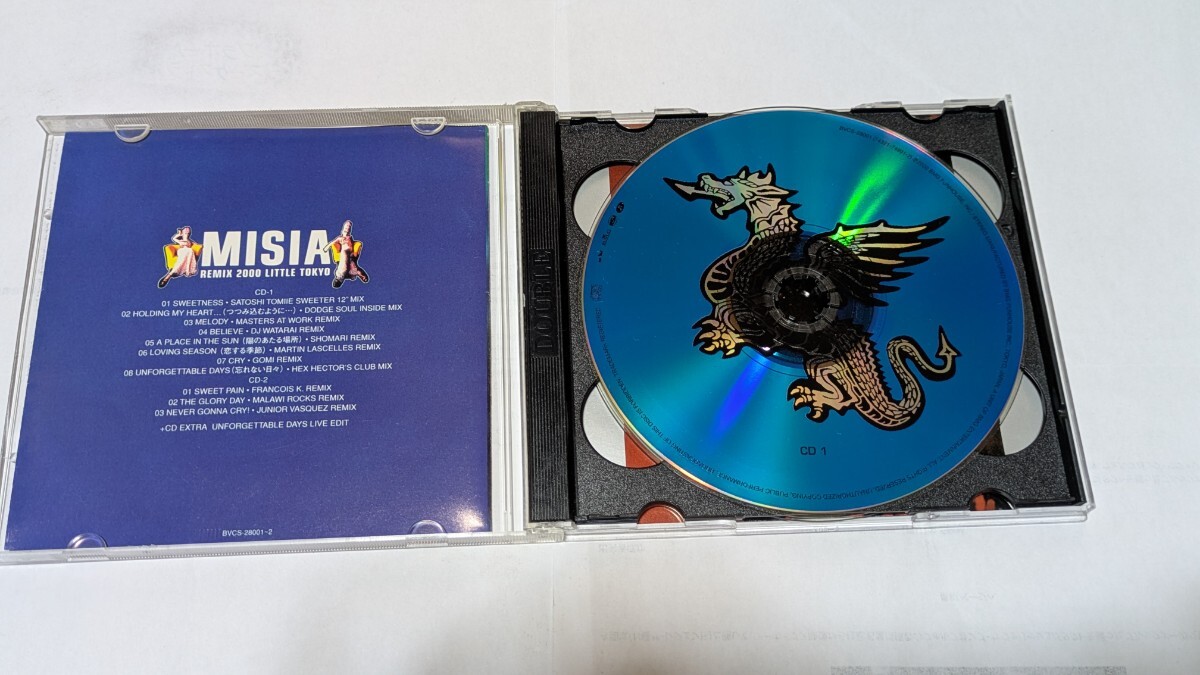 MISIA
REMIX 2000 LITTLE TOKYO
CD-1
01 SWEETNESS・SATOSHI TOMIIE SWEETER 12" MIX
02 HOLDING MY HEART...(つつみ込むように…)・DODGE SOUL INSIDE MIX
03 MELODY・MASTERS AT WORK REMIX
04 BELIEVE・DJ WATARAI REMIX
05 A PLACE IN THE SUN (陽のあたる場所)・SHOMARI REMIX
06 LOVING SEASON (恋する季節)・MARTIN LASCELLES REMIX
07 CRY・GOMI REMIX
08 UNFORGETTABLE DAYS (忘れない日々)・HEX HECTOR'S CLUB MIX
CD-2
01 SWEET PAIN・FRANCOIS K. REMIX
02 THE GLORY DAY・MALAWI ROCKS REMIX
03 NEVER GONNA CRY!・JUNIOR VASQUEZ REMIX
+CD EXTRA UNFORGETTABLE DAYS LIVE EDIT
BVCS-28001~2
DOUBLE
CD 1